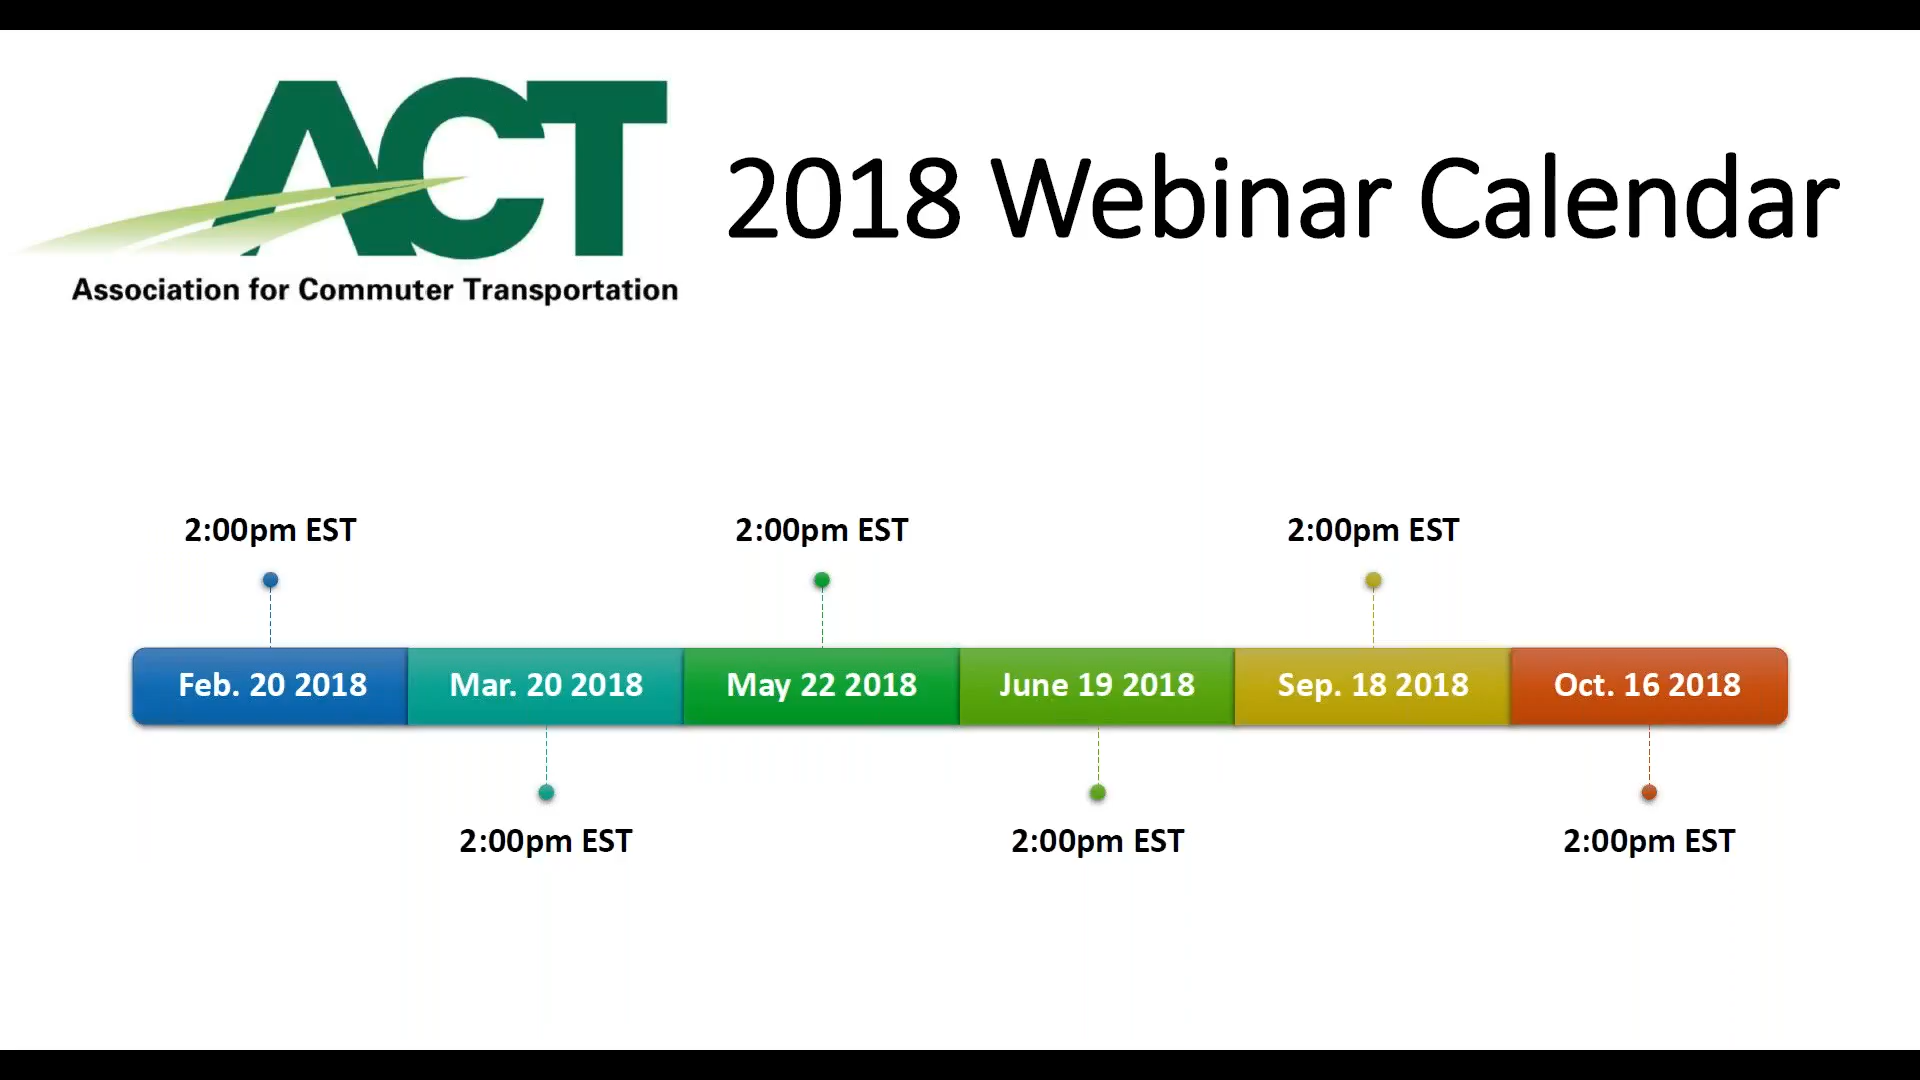 ACT
Association for Commuter Transportation
2018 Webinar Calendar
2:00pm EST
2:00pm EST
2:00pm EST
Feb. 20 2018
Mar. 20 2018
May 22 2018
June 19 2018
Sep. 18 2018
Oct. 16 2018
2:00pm EST
2:00pm EST
2:00pm EST